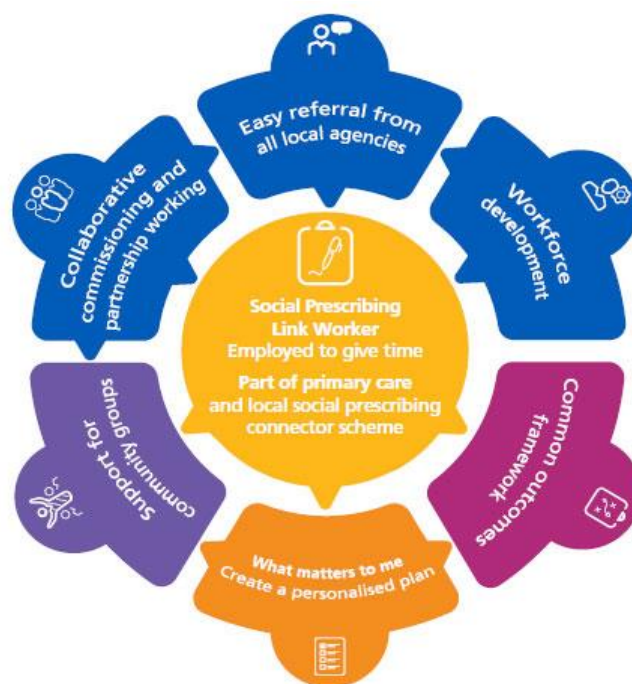 Easy referral from
all local agencies
Workforce
development
Common outcomes
framework
What matters to me
Create a personalised plan
Support for
community groups
Collaborative
commissioning and
partnership working
Social Prescribing
Link Worker
Employed to give time
Part of primary care
and local social prescribing
connector scheme